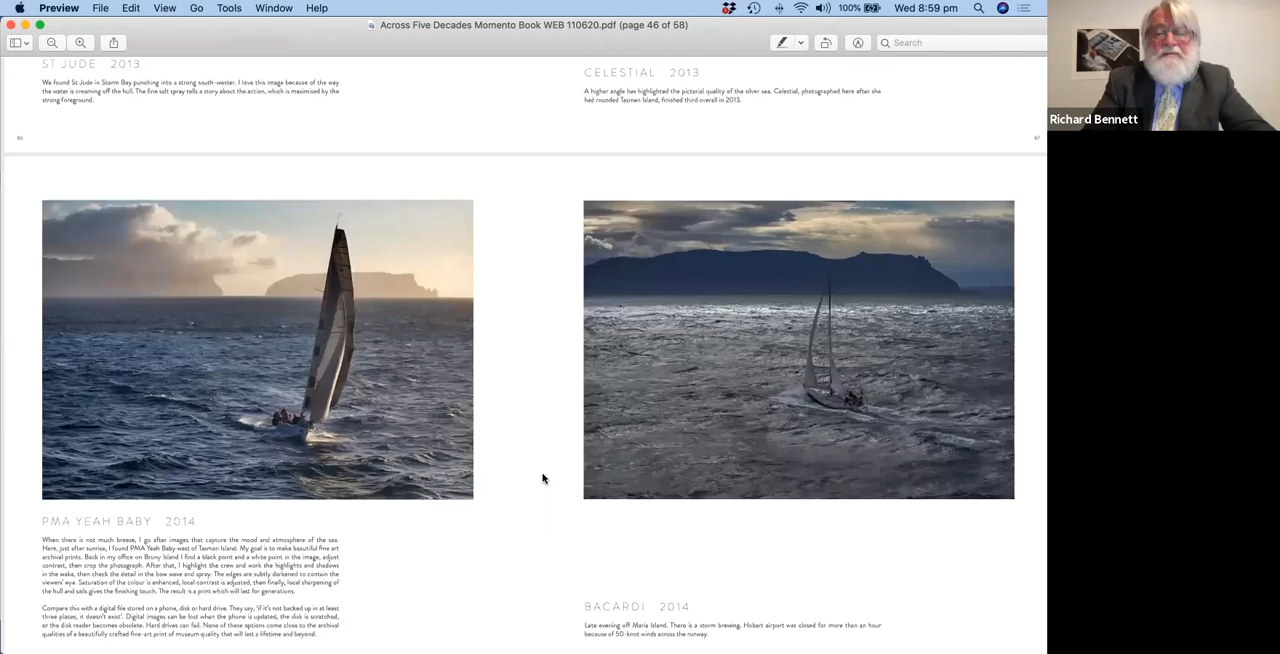 Preview File Edit View Go Tools Window Help
100% Wed 8:59 pm
Across Five Decades Momento Book WEB 110620.pdf (page 46 of 58)
Search
Richard Bennett
ST JUDE 2013
We found St Jude in Storm Bay punching into a strong south-wester. I love this image because of the way
the water is creaming off the hull. The fine salt spray tells a story about the action, which is maximised by the
strong foreground.
86
CELESTIAL 2013
A higher angle has highlighted the pictorial quality of the silver sea. Celestial, photographed here after she
had rounded Tasman Island, finished third overall in 2013.
87
PMA YEAH BABY 2014
When there is not much breeze, I go after images that capture the mood and atmosphere of the sea.
Here, just after sunrise, I found PMA Yeah Baby west of Tasman Island. My goal is to make beautiful fine art
archival prints. Back in my office on Bruny Island I find a black point and a white point in the image, adjust
contrast, then crop the photograph. After that, I highlight the crew and work the highlights and shadows
in the wake, then check the detail in the bow wave and spray. The edges are subtly darkened to contain the
viewers' eye. Saturation of the colour is enhanced, local contrast is adjusted, then finally, local sharpening of
the hull and sails gives the finishing touch. The result is a print which will last for generations.
Compare this with a digital file stored on a phone, disk or hard drive. They say, 'if it's not backed up in at least
three places, it doesn't exist'. Digital images can be lost when the phone is updated, the disk is scratched,
or the disk reader becomes obsolete. Hard drives can fail. None of these options come close to the archival
qualities of a beautifully crafted fine-art print of museum quality that will last a lifetime and beyond.
BACARDI 2014
Late evening off Maria Island. There is a storm brewing. Hobart airport was closed for more than an hour
because of 50-knot winds across the runway.